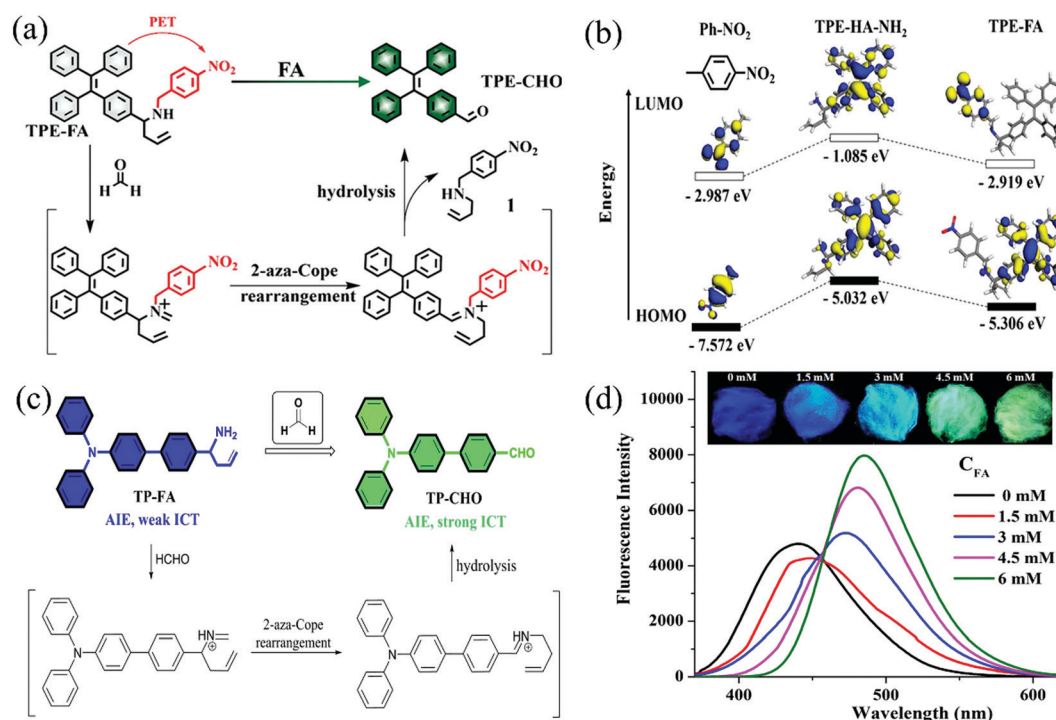 (a)
PET
NO2
NH
TPE-FA
FA
TPE-CHO
O
O
H H
hydrolysis
NO2
HN
1
NO2
N
+
2-aza-Cope
rearrangement
NO2
N
+
(b)
Ph-NO2
TPE-HA-NH2
TPE-FA
NO2
LUMO
- 2.987 eV
- 1.085 eV
- 2.919 eV
Energy
HOMO
- 7.572 eV
- 5.032 eV
- 5.306 eV
(c)
N
NH2
TP-FA
AIE, weak ICT
O
H H
N
CHO
TP-CHO
AIE, strong ICT
HCHO
hydrolysis
N
HN
+
2-aza-Cope
rearrangement
N
HN
+
(d)
0 mM 1.5 mM 3 mM 4.5 mM 6 mM
CFA
0 mM
1.5 mM
3 mM
4.5 mM
6 mM
Fluorescence Intensity
10000
8000
6000
4000
2000
0
400 500 600
Wavelength (nm)